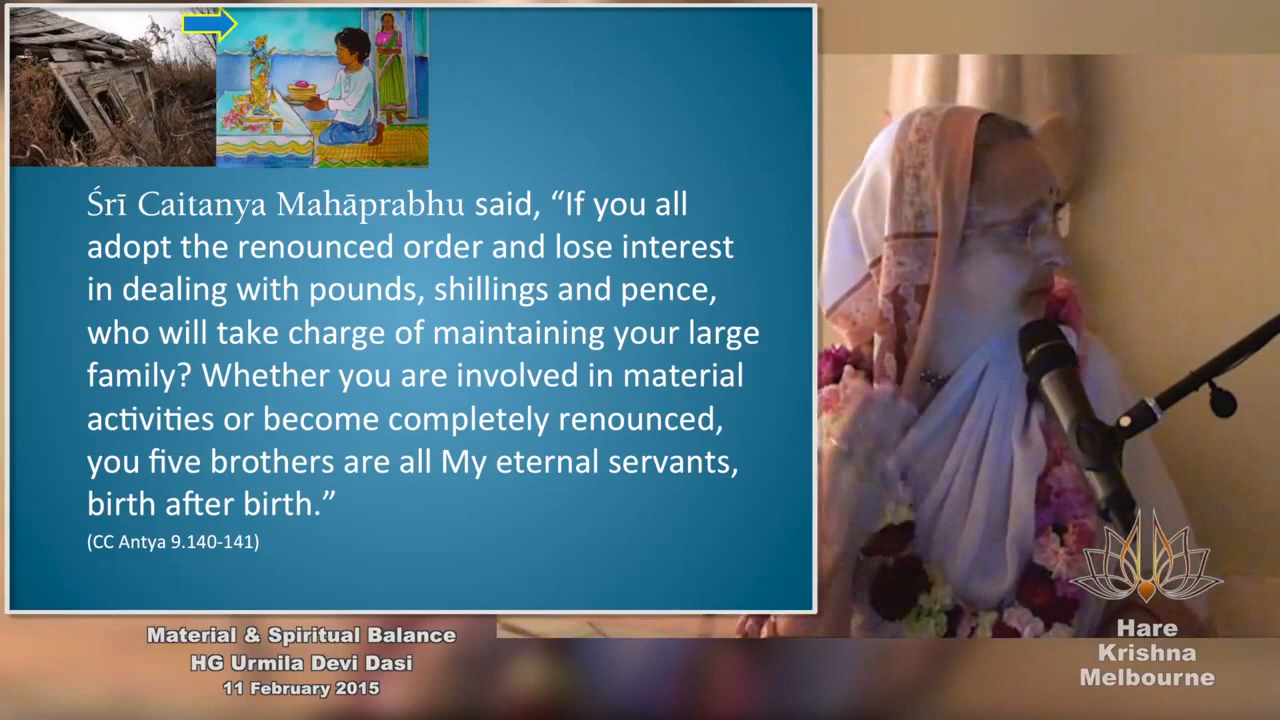 Śrī Caitanya Mahāprabhu said, “If you all
adopt the renounced order and lose interest
in dealing with pounds, shillings and pence,
who will take charge of maintaining your large
family? Whether you are involved in material
activities or become completely renounced,
you five brothers are all My eternal servants,
birth after birth.”
(CC Antya 9.140-141)
Material & Spiritual Balance
HG Urmila Devi Dasi
11 February 2015
Hare
Krishna
Melbourne